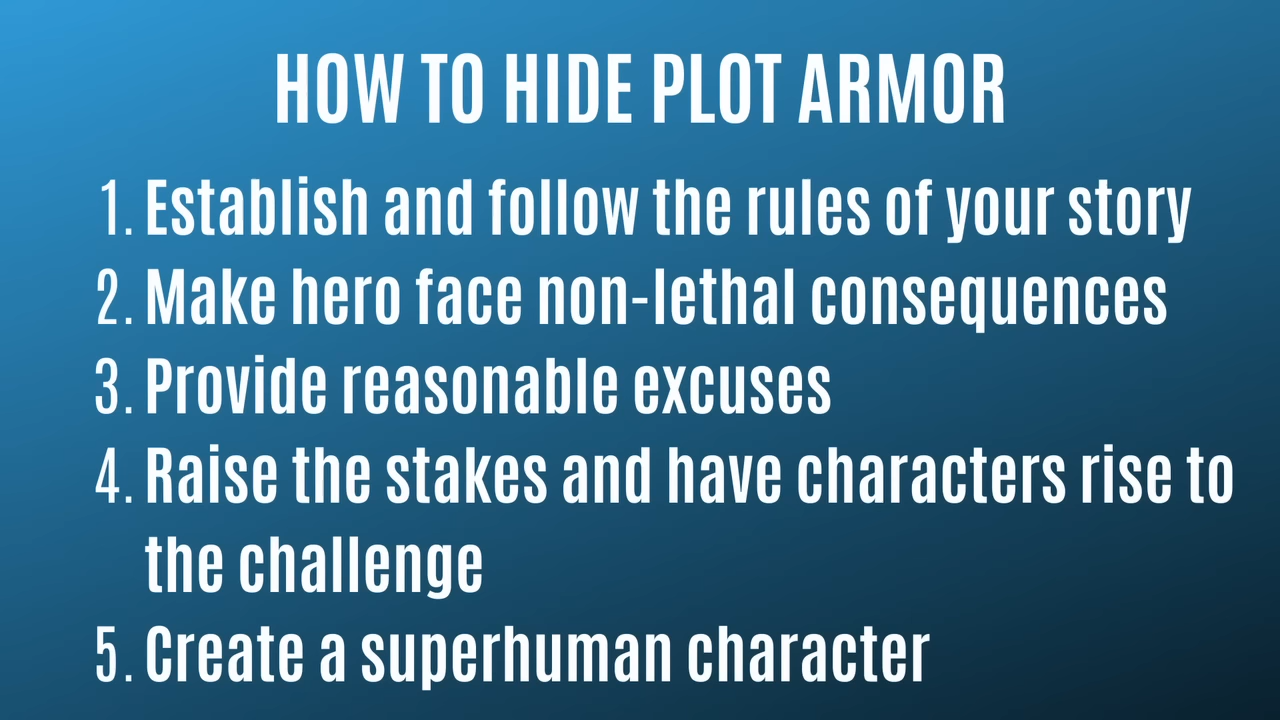 HOW TO HIDE PLOT ARMOR
1. Establish and follow the rules of your story
2. Make hero face non-lethal consequences
3. Provide reasonable excuses
4. Raise the stakes and have characters rise to
the challenge
5. Create a superhuman character